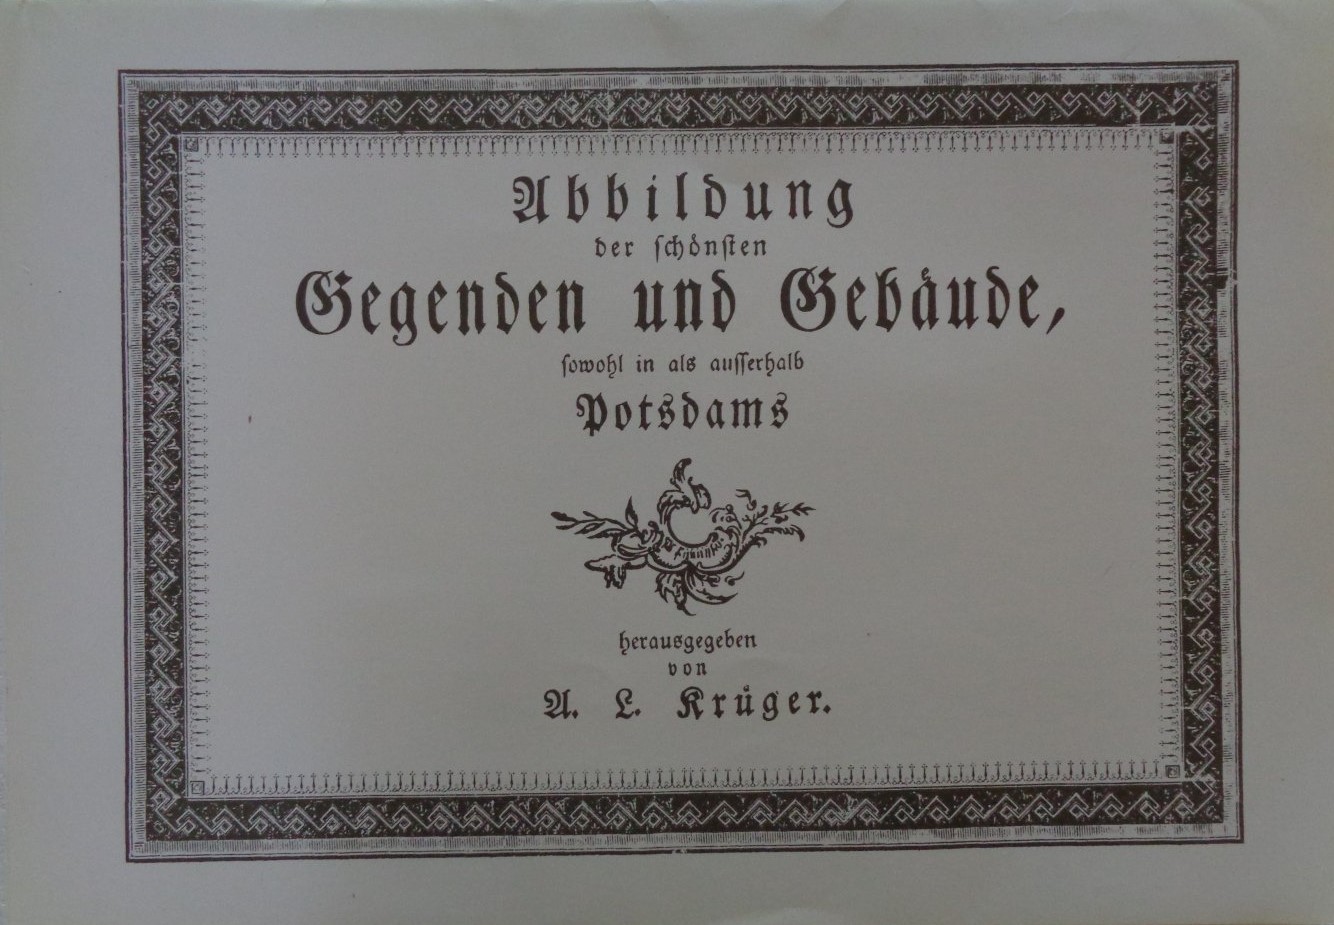 Abbildung
der schönsten
Gegenden und Gebäude,
sowohl in als ausserhalb
Potsdams
herausgegeben
von
A. L. Krüger.